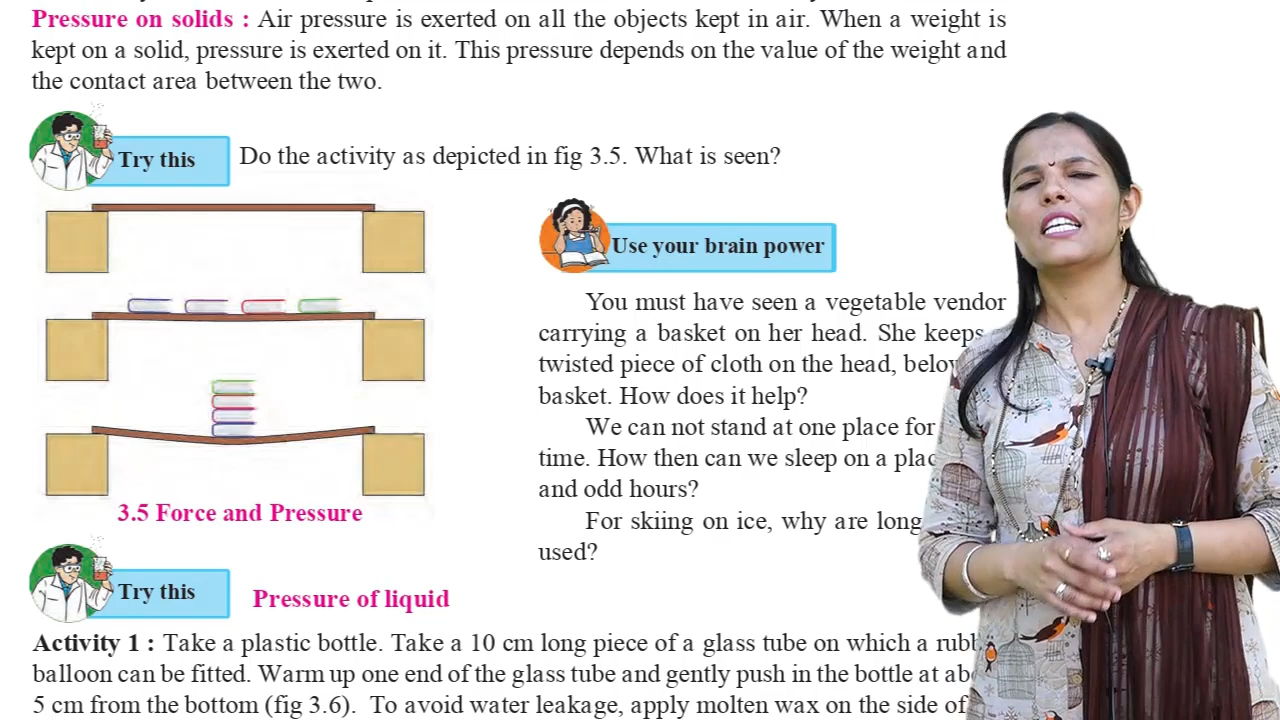 Pressure on solids : Air pressure is exerted on all the objects kept in air. When a weight is
kept on a solid, pressure is exerted on it. This pressure depends on the value of the weight and
the contact area between the two.
Try this
Do the activity as depicted in fig 3.5. What is seen?
Use your brain power
You must have seen a vegetable vendor
carrying a basket on her head. She keeps
twisted piece of cloth on the head,
basket. How does it help?
We can not stand at one place for
time. How then can we sleep on a
and odd hours?
For skiing on ice, why are long
used?
3.5 Force and Pressure
Try this
Pressure of liquid
Activity 1 : Take a plastic bottle. Take a 10 cm long piece of a glass tube on which a
balloon can be fitted. Warm up one end of the glass tube and gently push in the bottle at
5 cm from the bottom (fig 3.6). To avoid water leakage, apply molten wax on the side of